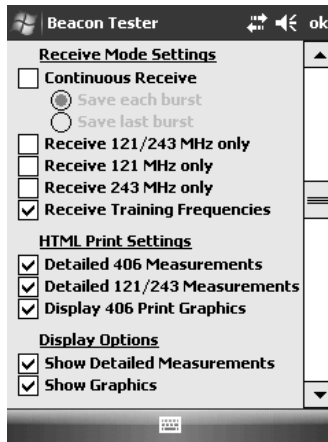 Beacon Tester ok
Receive Mode Settings
Continuous Receive
Save each burst
Save last burst
Receive 121/243 MHz only
Receive 121 MHz only
Receive 243 MHz only
Receive Training Frequencies
HTML Print Settings
Detailed 406 Measurements
Detailed 121/243 Measurements
Display 406 Print Graphics
Display Options
Show Detailed Measurements
Show Graphics